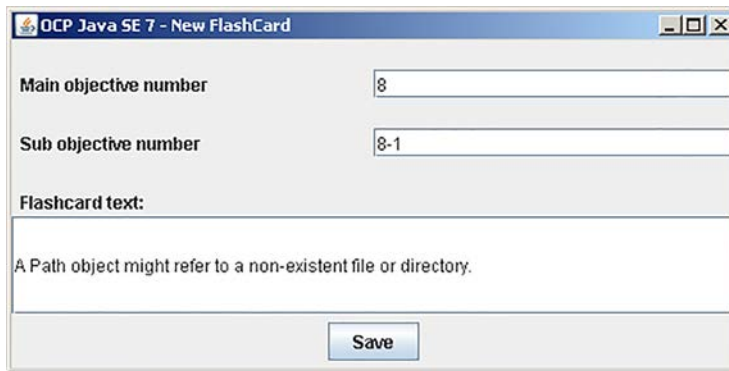 OCP Java SE 7 - New FlashCard
Main objective number 8
Sub objective number 8-1
Flashcard text:
A Path object might refer to a non-existent file or directory.
Save